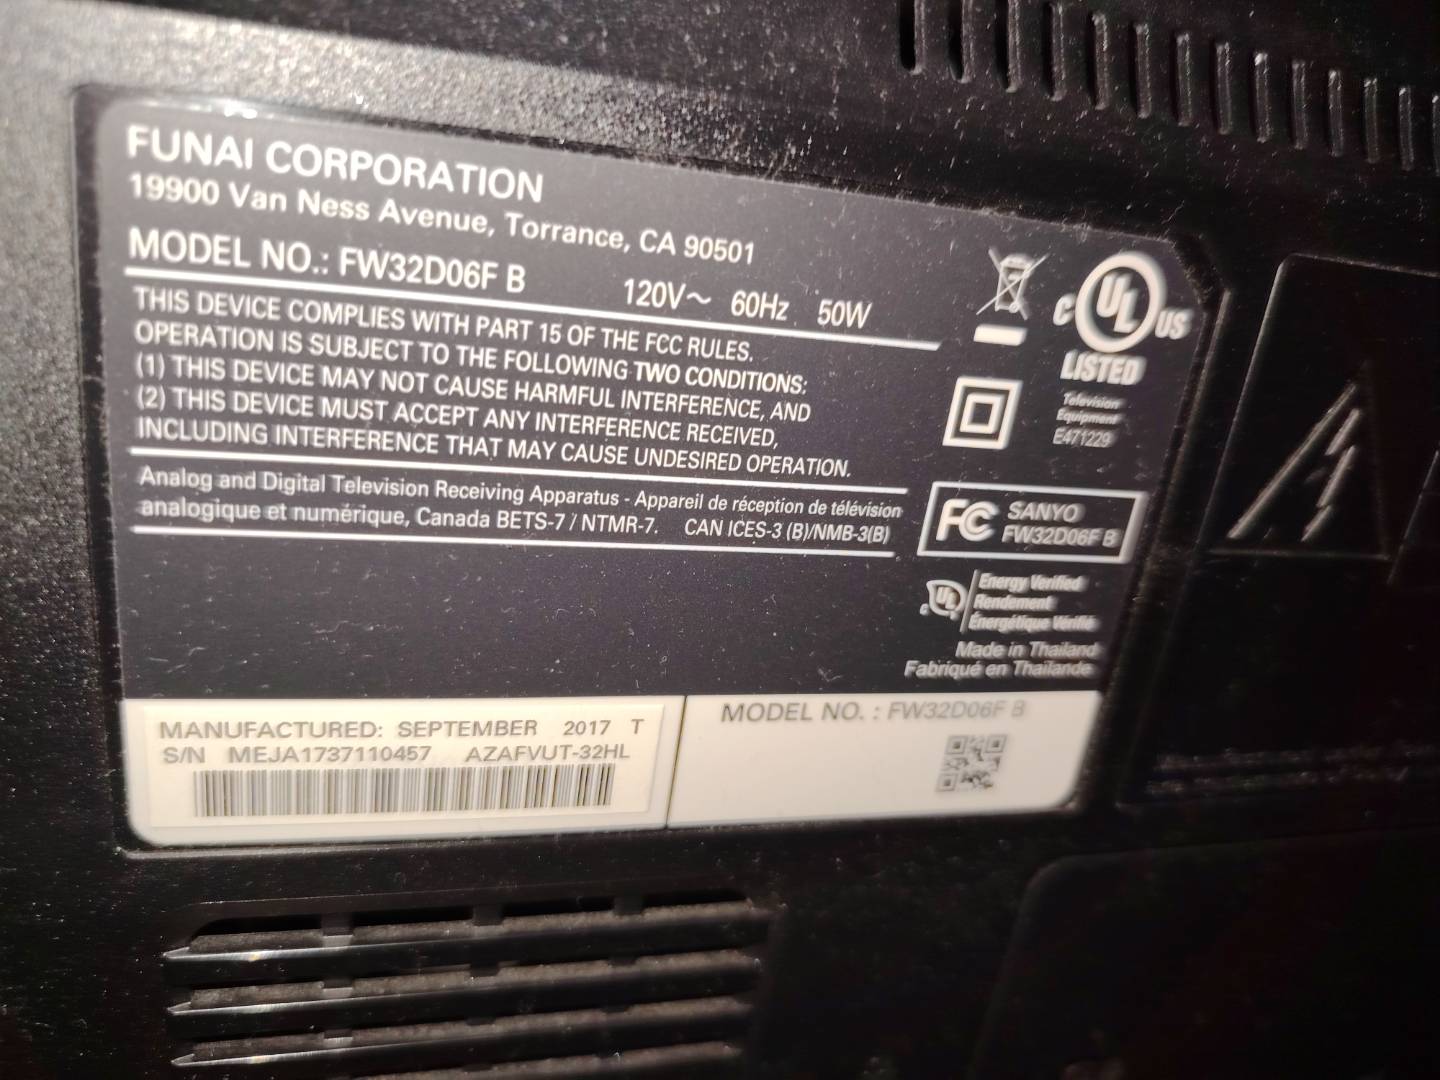 FUNAI CORPORATION
19900 Van Ness Avenue, Torrance, CA 90501
MODEL NO.: FW32D06F B 120V~ 60Hz 50W
THIS DEVICE COMPLIES WITH PART 15 OF THE FCC RULES.
OPERATION IS SUBJECT TO THE FOLLOWING TWO CONDITIONS:
(1) THIS DEVICE MAY NOT CAUSE HARMFUL INTERFERENCE, AND
(2) THIS DEVICE MUST ACCEPT ANY INTERFERENCE RECEIVED,
INCLUDING INTERFERENCE THAT MAY CAUSE UNDESIRED OPERATION.
Analog and Digital Television Receiving Apparatus - Appareil de réception de télévision
analogique et numérique, Canada BETS-7 / NTMR-7. CAN ICES-3 (B)/NMB-3(B)
C UL US
LISTED
Television
Equipment
E471229
FC SANYO
FW32D06F B
C UL Energy Verified
Rendement
Énergétique Vérifié
Made in Thailand
Fabriqué en Thaïlande
MANUFACTURED: SEPTEMBER 2017 T
S/N MEJA1737110457 AZAFVUT-32HL
MODEL NO. : FW32D06F B